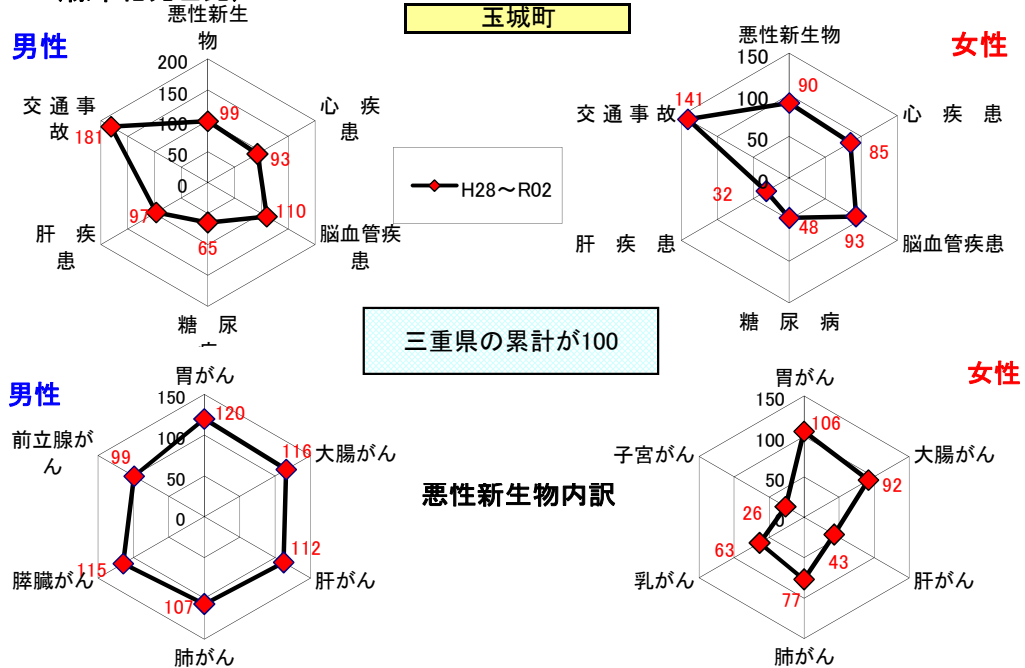 玉城町
男性
悪性新生
物
200
150
100
50
0
99
心 疾
患
93
110
脳血管疾
患
65
糖 尿
97
肝 疾
患
交 通 事
故
181
H28～R02
女性
悪性新生物
150
100
50
0
90
心 疾 患
85
93
脳血管疾患
48
糖 尿 病
32
肝 疾 患
交 通 事 故
141
三重県の累計が100
男性
胃がん
150
100
50
0
120
116
大腸がん
112
肝がん
107
肺がん
115
膵臓がん
99
前立腺が
ん
悪性新生物内訳
女性
胃がん
150
100
50
0
106
大腸がん
92
43
肝がん
77
肺がん
63
乳がん
26
子宮がん